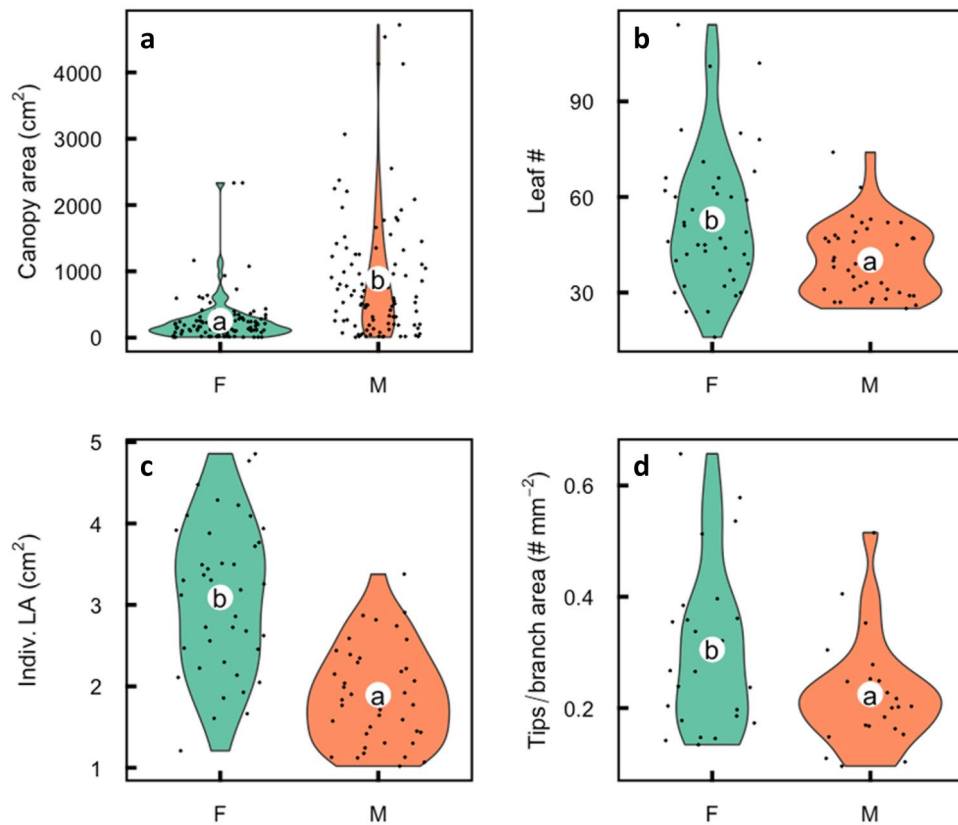 a
Canopy area (cm²)
4000
3000
2000
1000
0
a
b
F
M
b
Leaf #
90
60
30
b
a
F
M
c
Indiv. LA (cm²)
5
4
3
2
1
b
a
F
M
d
Tips/branch area (# mm⁻²)
0.6
0.4
0.2
b
a
F
M